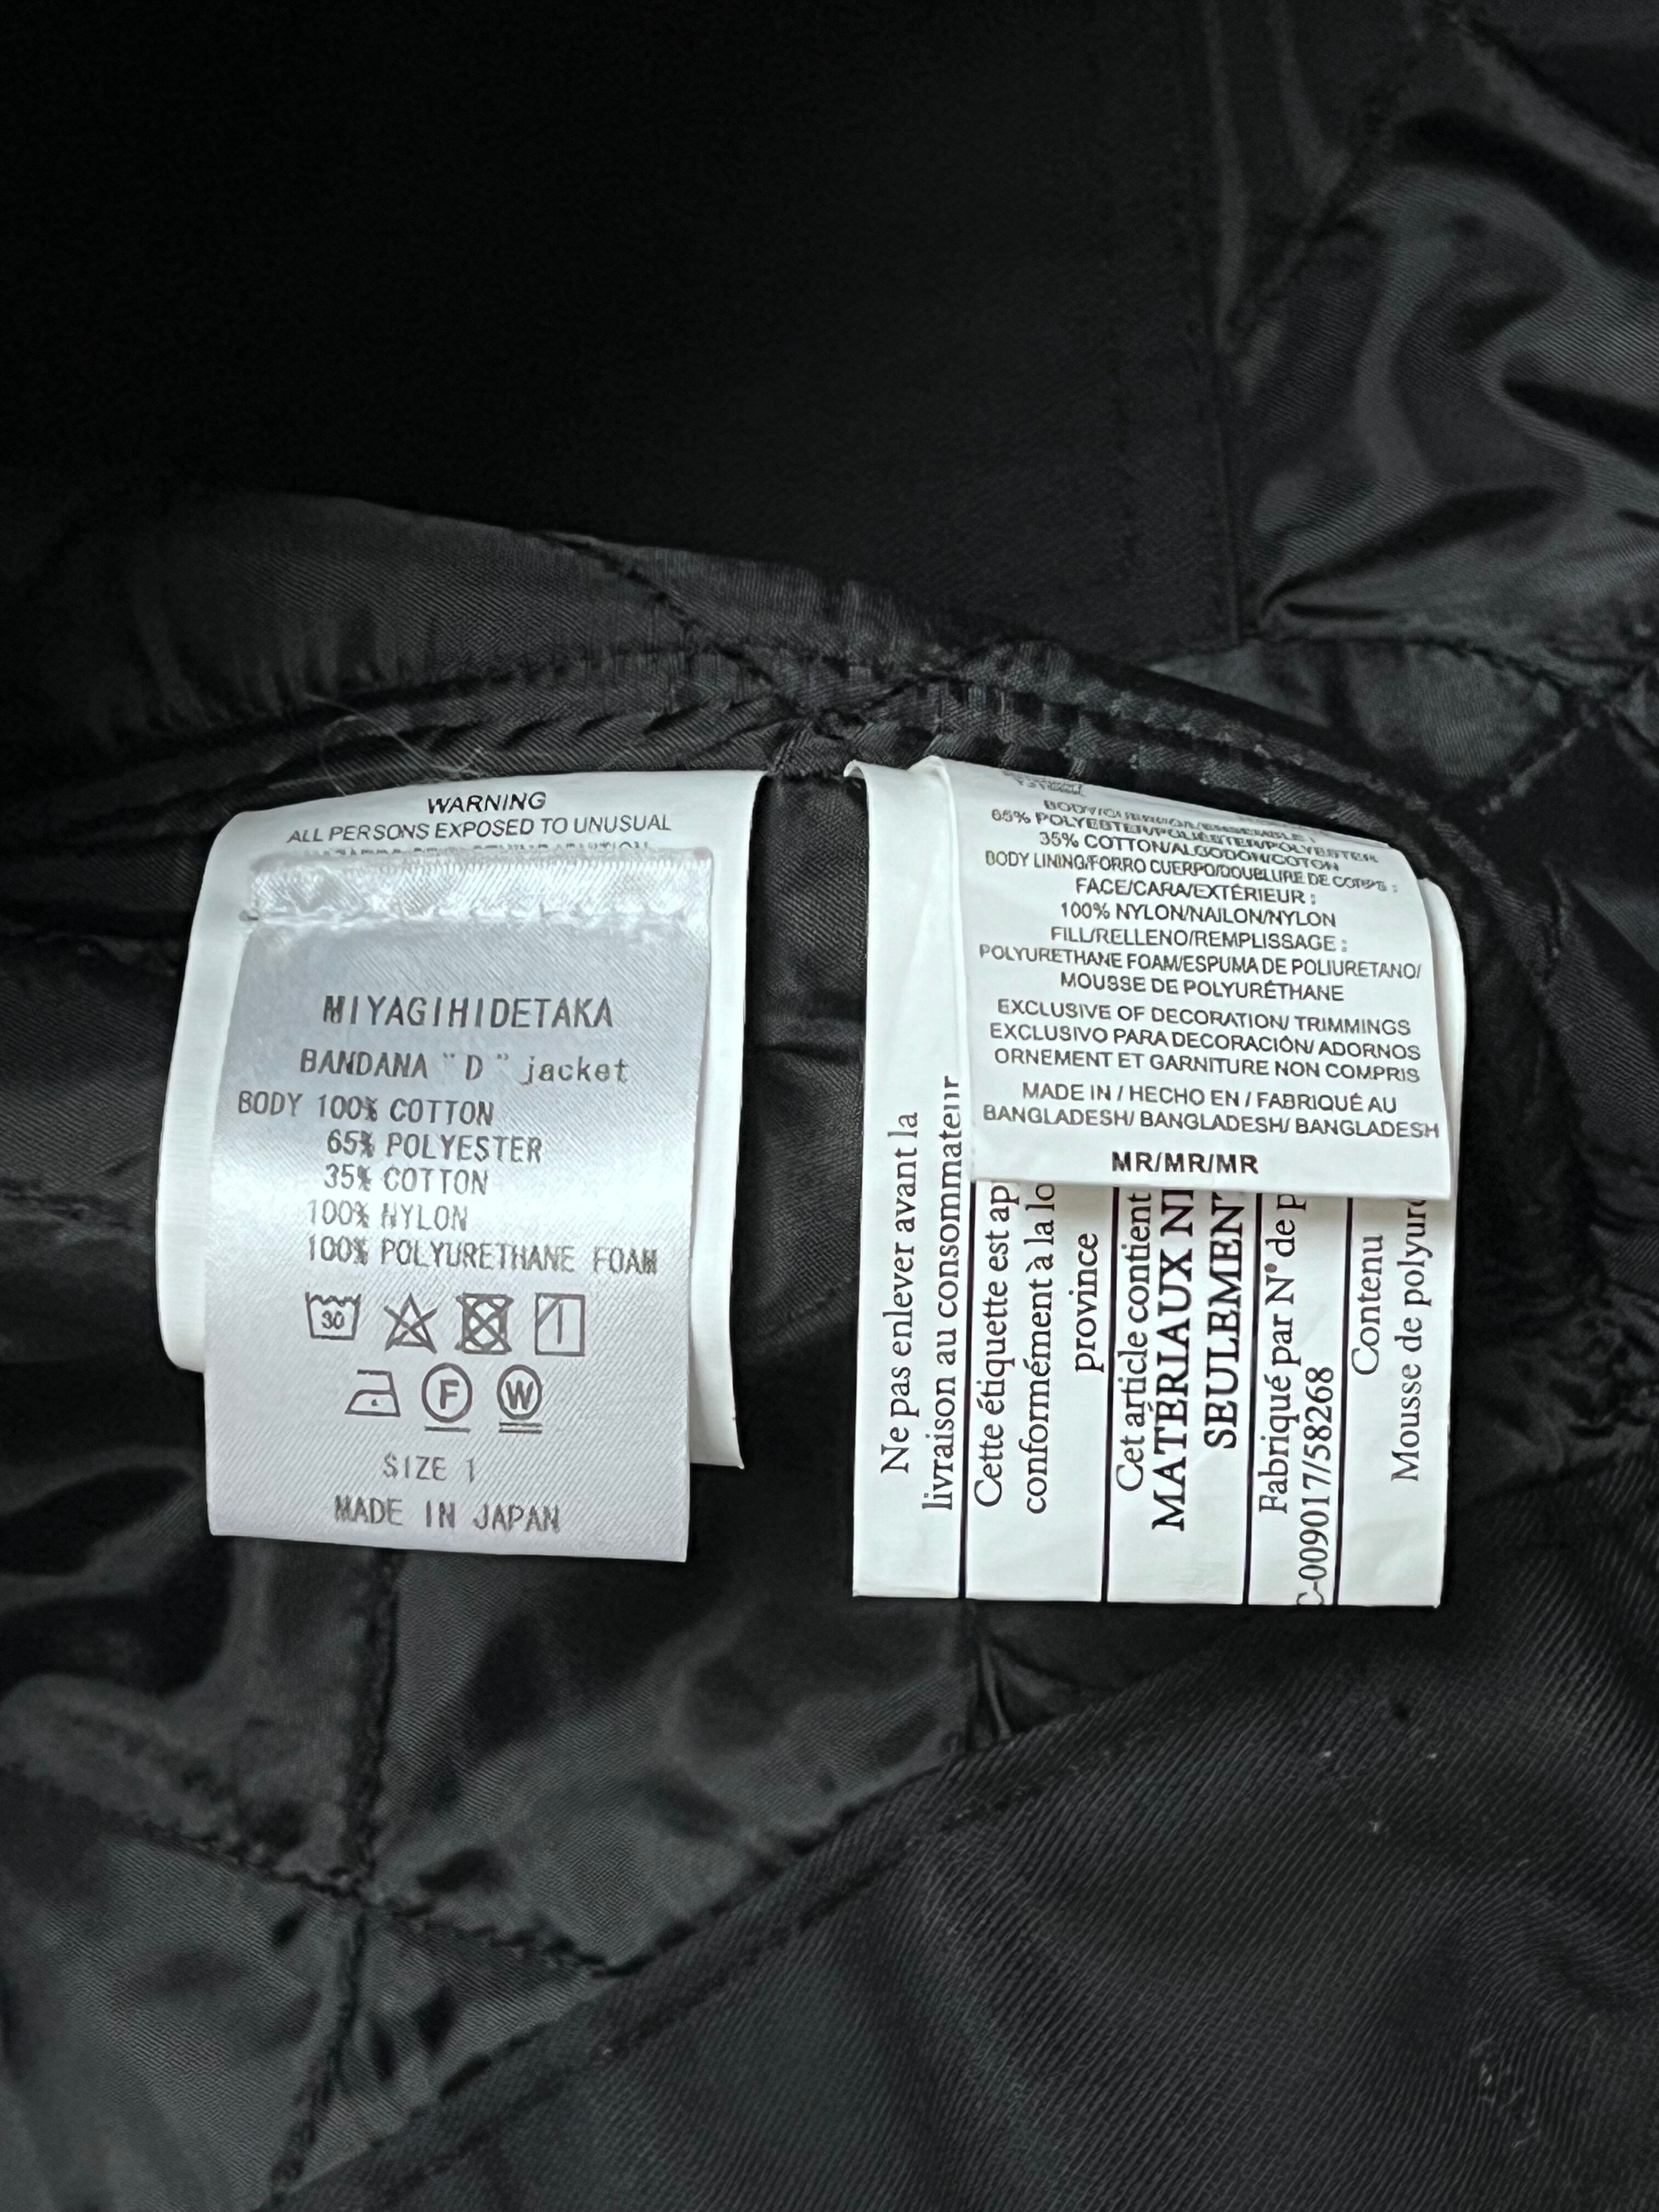 WARNING
ALL PERSONS EXPOSED TO UNUSUAL
MIYAGIHIDETAKA
BANDANA "D" jacket
BODY 100% COTTON
65% POLYESTER
35% COTTON
100% NYLON
100% POLYURETHANE FOAM
30
F
W
SIZE 1
MADE IN JAPAN
65% POLYESTER/POLIÉSTER/POLYESTER
35% COTTON/ALGODON/COTON
BODY LINING/FORRO CUERPO/DOUBLURE DE CORPS :
FACE/CARA/EXTÉRIEUR :
100% NYLON/NAILON/NYLON
FILL/RELLENO/REMPLISSAGE :
POLYURETHANE FOAM/ESPUMA DE POLIURETANO/
MOUSSE DE POLYURÉTHANE
EXCLUSIVE OF DECORATION/ TRIMMINGS
EXCLUSIVO PARA DECORACIÓN/ ADORNOS
ORNEMENT ET GARNITURE NON COMPRIS
MADE IN / HECHO EN / FABRIQUÉ AU
BANGLADESH/ BANGLADESH/ BANGLADESH
MR/MR/MR
Ne pas enlever avant la
livraison au consommateur
Cette étiquette est ap
conformément à la lo
province
Cet article contient
MATÉRIAUX
SEULEMENT
Fabriqué par N° de p
C-009017/58268
Contenu
Mousse de polyuré